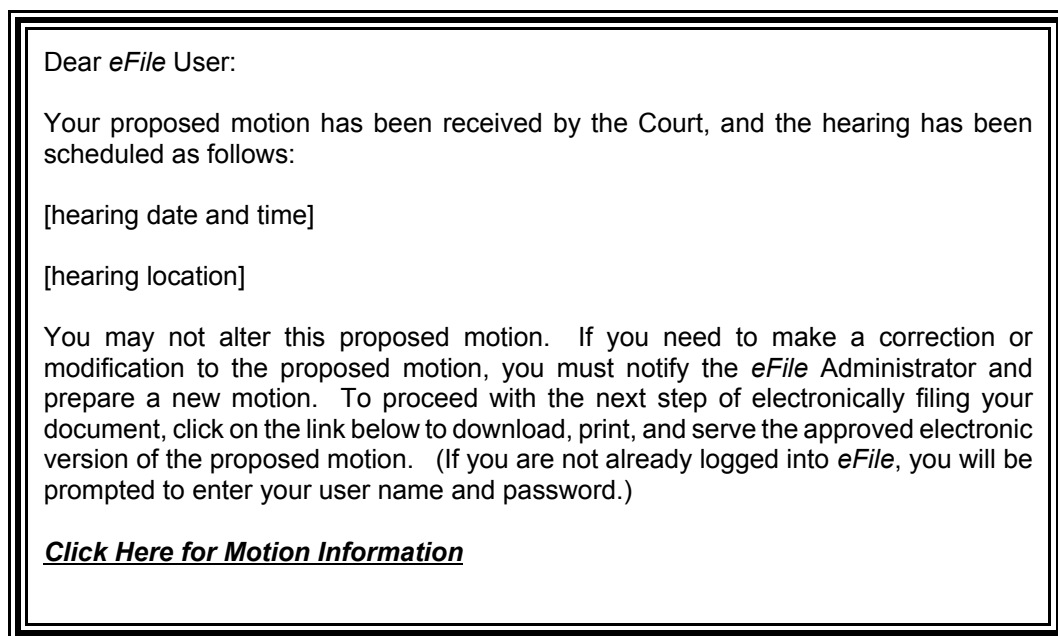 Dear eFile User:
Your proposed motion has been received by the Court, and the hearing has been
scheduled as follows:
[hearing date and time]
[hearing location]
You may not alter this proposed motion. If you need to make a correction or
modification to the proposed motion, you must notify the eFile Administrator and
prepare a new motion. To proceed with the next step of electronically filing your
document, click on the link below to download, print, and serve the approved electronic
version of the proposed motion. (If you are not already logged into eFile, you will be
prompted to enter your user name and password.)
Click Here for Motion Information